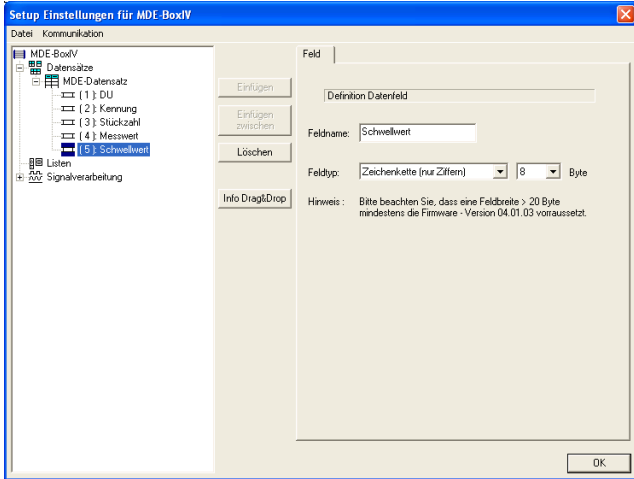 Setup Einstellungen für MDE-BoxIV
Datei Kommunikation
MDE-BoxIV
Datensätze
MDE-Datensatz
( 1 ): DU
( 2 ): Kennung
( 3 ): Stückzahl
( 4 ): Messwert
( 5 ): Schwellwert
Listen
Signalverarbeitung
Einfügen
Einfügen
zwischen
Löschen
Info Drag&Drop
Feld
Definition Datenfeld
Feldname: Schwellwert
Feldtyp: Zeichenkette (nur Ziffern) 8 Byte
Hinweis : Bitte beachten Sie, dass eine Feldbreite > 20 Byte
mindestens die Firmware - Version 04.01.03 vorraussetzt.
OK